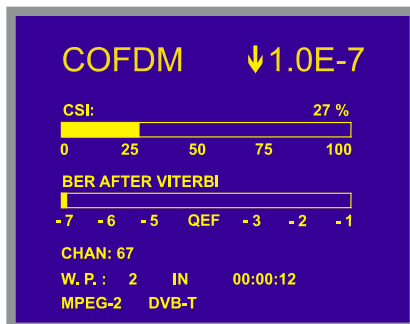 COFDM ↓1.0E-7
CSI: 27 %
0 25 50 75 100
BER AFTER VITERBI
- 7 - 6 - 5 QEF - 3 - 2 - 1
CHAN: 67
W. P. : 2 IN 00:00:12
MPEG-2 DVB-T